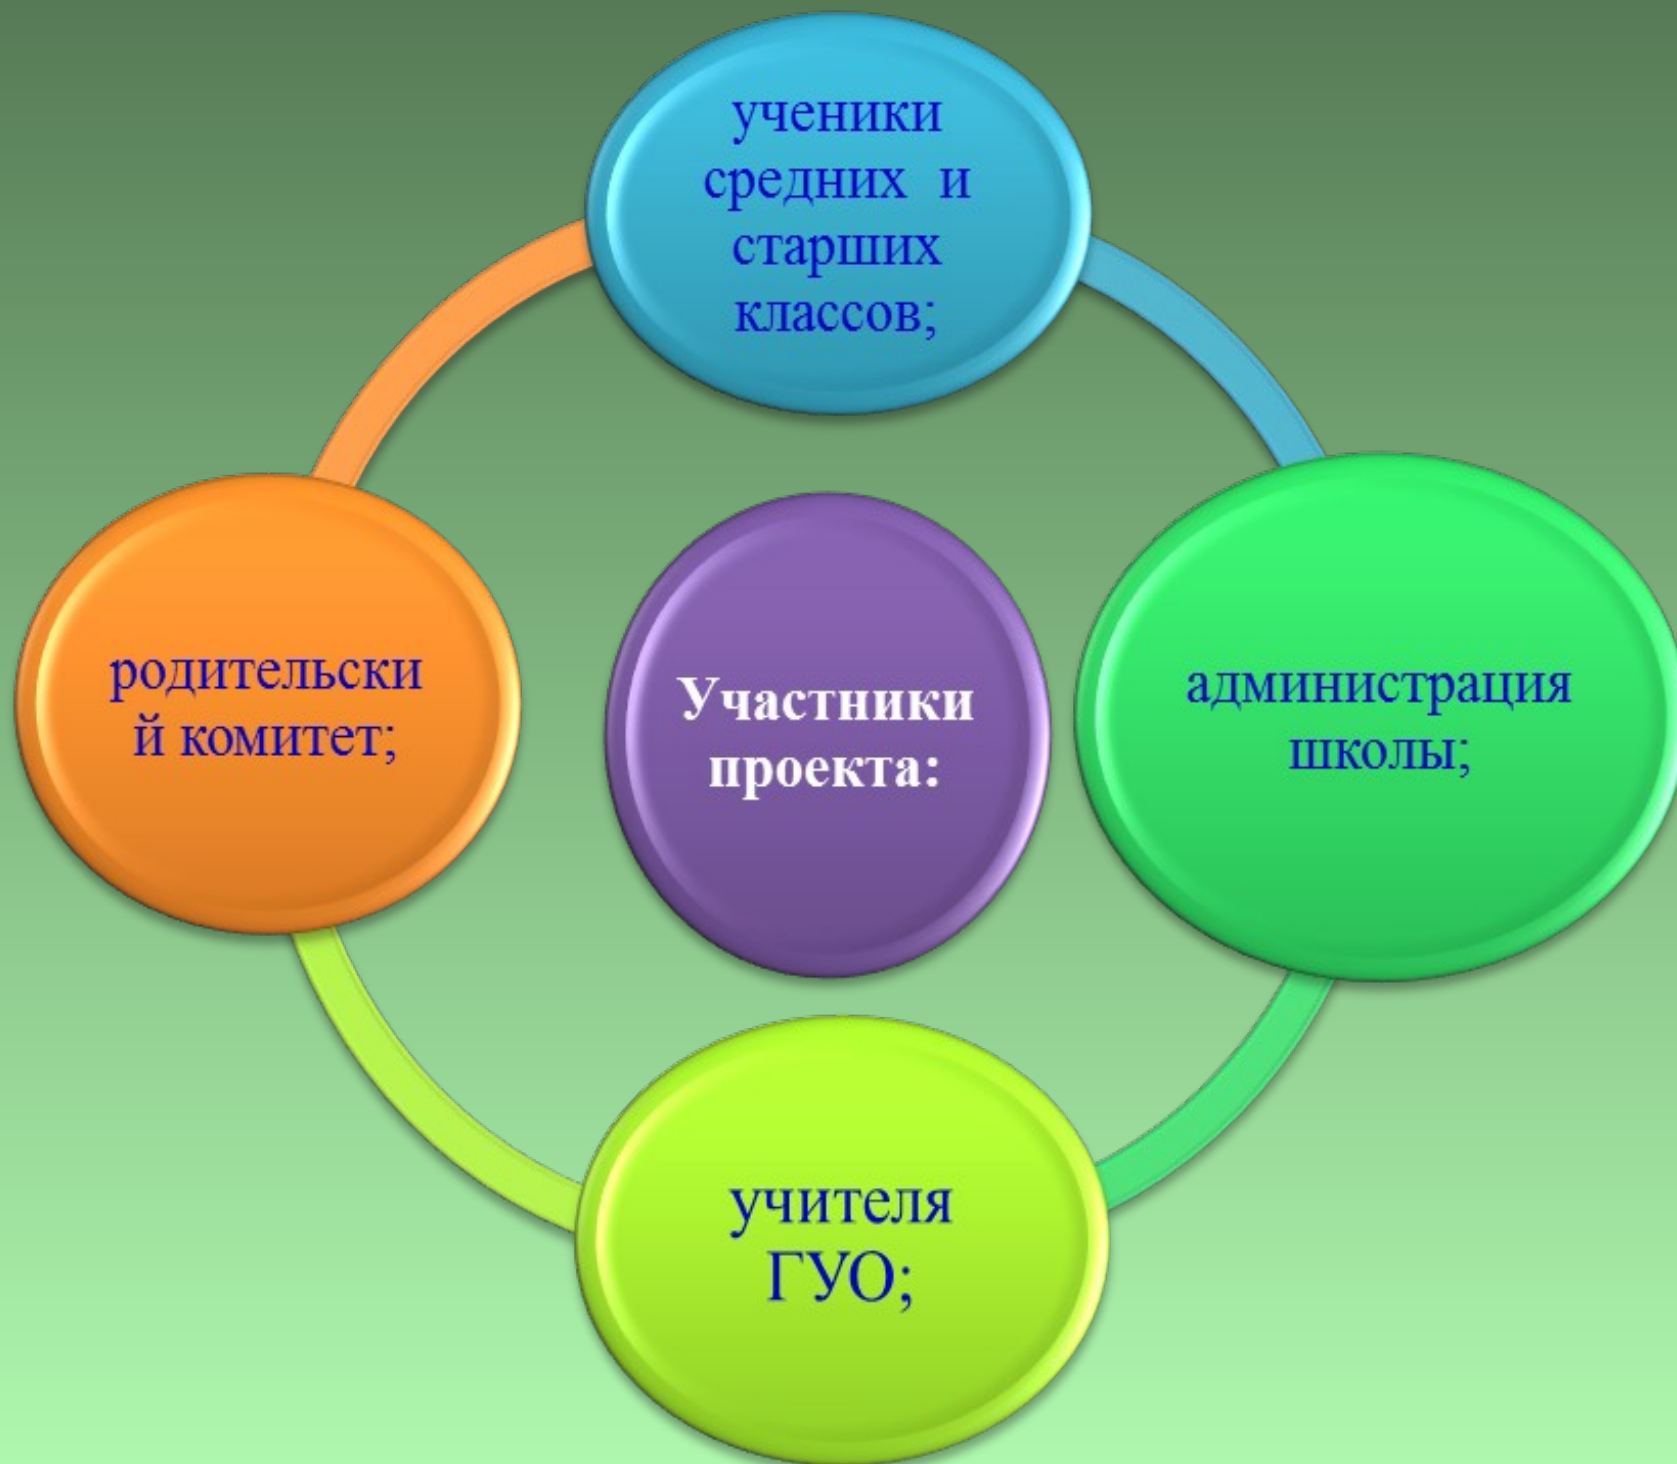 ученики
средних и
старших
классов;
родительски
й комитет;
Участники
проекта:
администрация
школы;
учителя
ГУО;